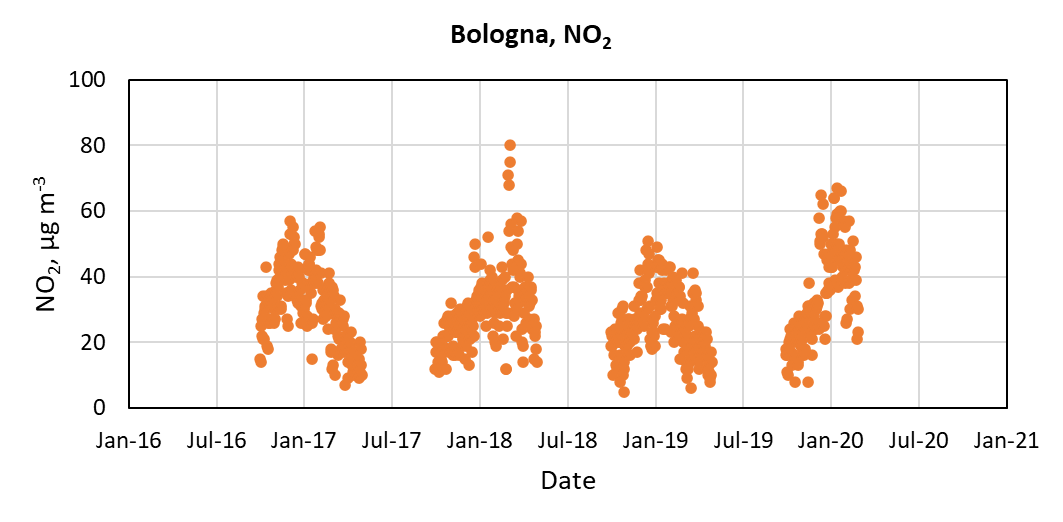 Bologna, NO₂
100
80
60
40
20
0
NO₂, µg m⁻³
Jan-16 Jul-16 Jan-17 Jul-17 Jan-18 Jul-18 Jan-19 Jul-19 Jan-20 Jul-20 Jan-21
Date